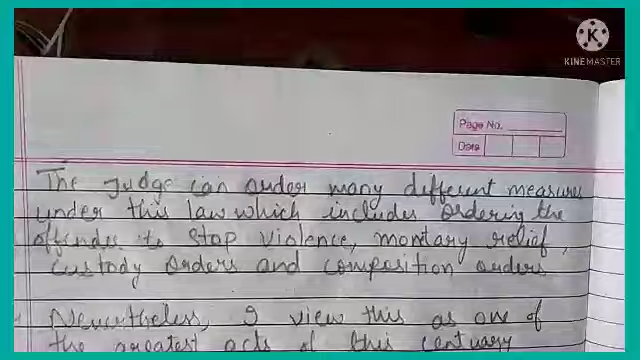 K
KINEMASTER
Page No.
Date
The Judge can order many different measures
under this law which includes ordering the
offender to stop violence, montary relief,
custody orders and composition orders
Nevertheless, I view this as one of
the greatest acts of this centuary